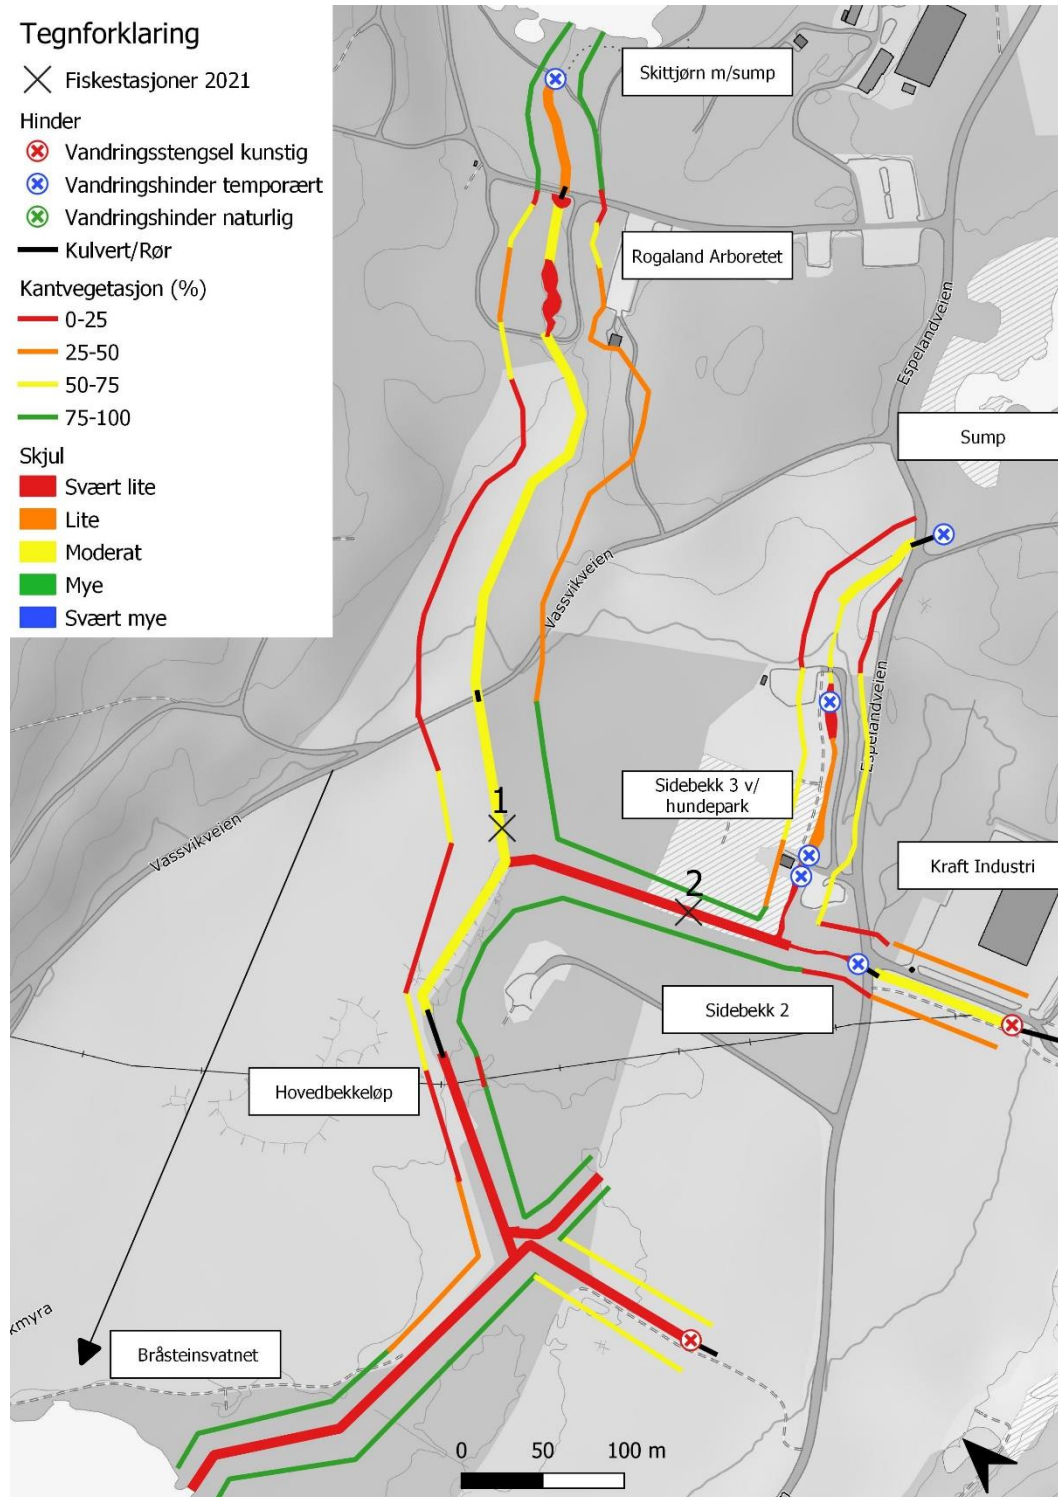 Tegnforklaring
Fiskestasjoner 2021
Hinder
Vandringsstengsel kunstig
Vandringshinder temporært
Vandringshinder naturlig
Kulvert/Rør
Kantvegetasjon (%)
0-25
25-50
50-75
75-100
Skjul
Svært lite
Lite
Moderat
Mye
Svært mye
Skittjørn m/sump
Rogaland Arboretet
Espelandveien
Sump
Vassvikveien
Espelandveien
Sidebekk 3 v/
hundepark
1
Vassvikveien
2
Kraft Industri
Sidebekk 2
Hovedbekkeløp
kmyra
Bråsteinsvatnet
0 50 100 m